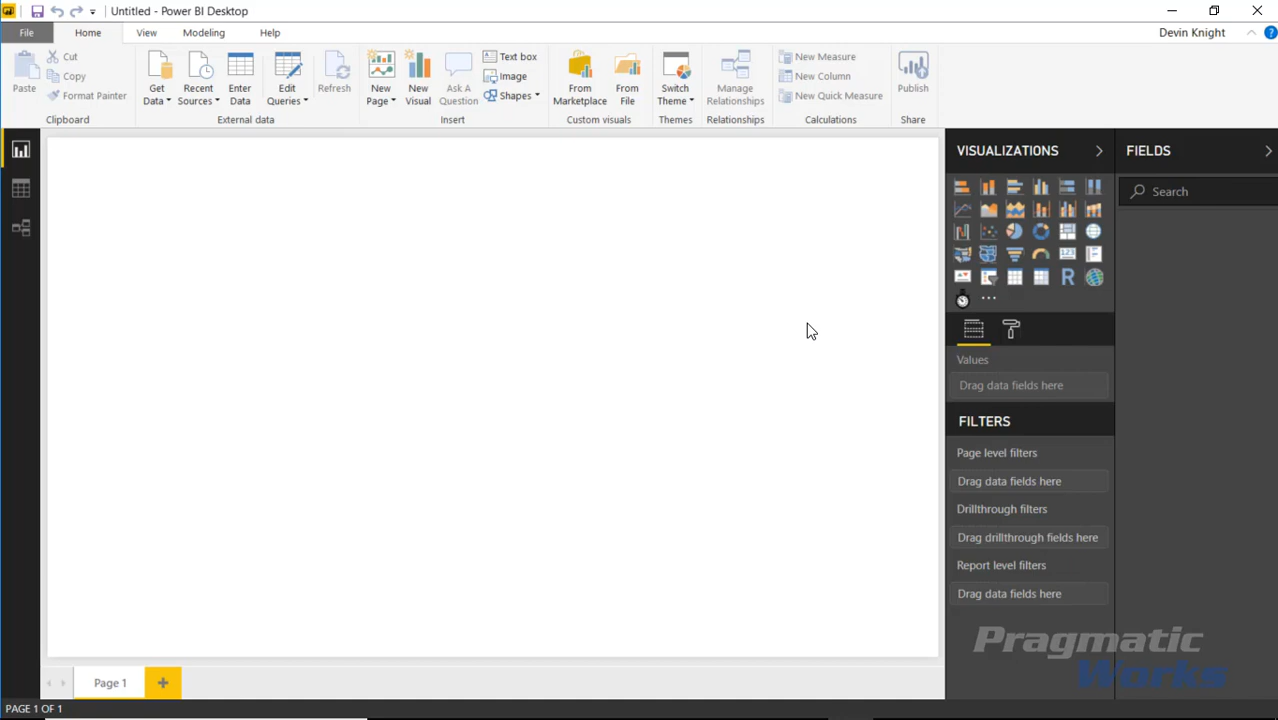 Untitled - Power BI Desktop
File
Home
View
Modeling
Help
Devin Knight
?
Paste
Cut
Copy
Format Painter
Clipboard
Get Data
Recent Sources
Enter Data
Edit Queries
Refresh
External data
New Page
New Visual
Ask A Question
Text box
Image
Shapes
Insert
From Marketplace
From File
Custom visuals
Switch Theme
Themes
Manage Relationships
Relationships
New Measure
New Column
New Quick Measure
Calculations
Publish
Share
VISUALIZATIONS
FIELDS
Search
123
R
Values
Drag data fields here
FILTERS
Page level filters
Drag data fields here
Drillthrough filters
Drag drillthrough fields here
Report level filters
Drag data fields here
Pragmatic
Works
Page 1
PAGE 1 OF 1